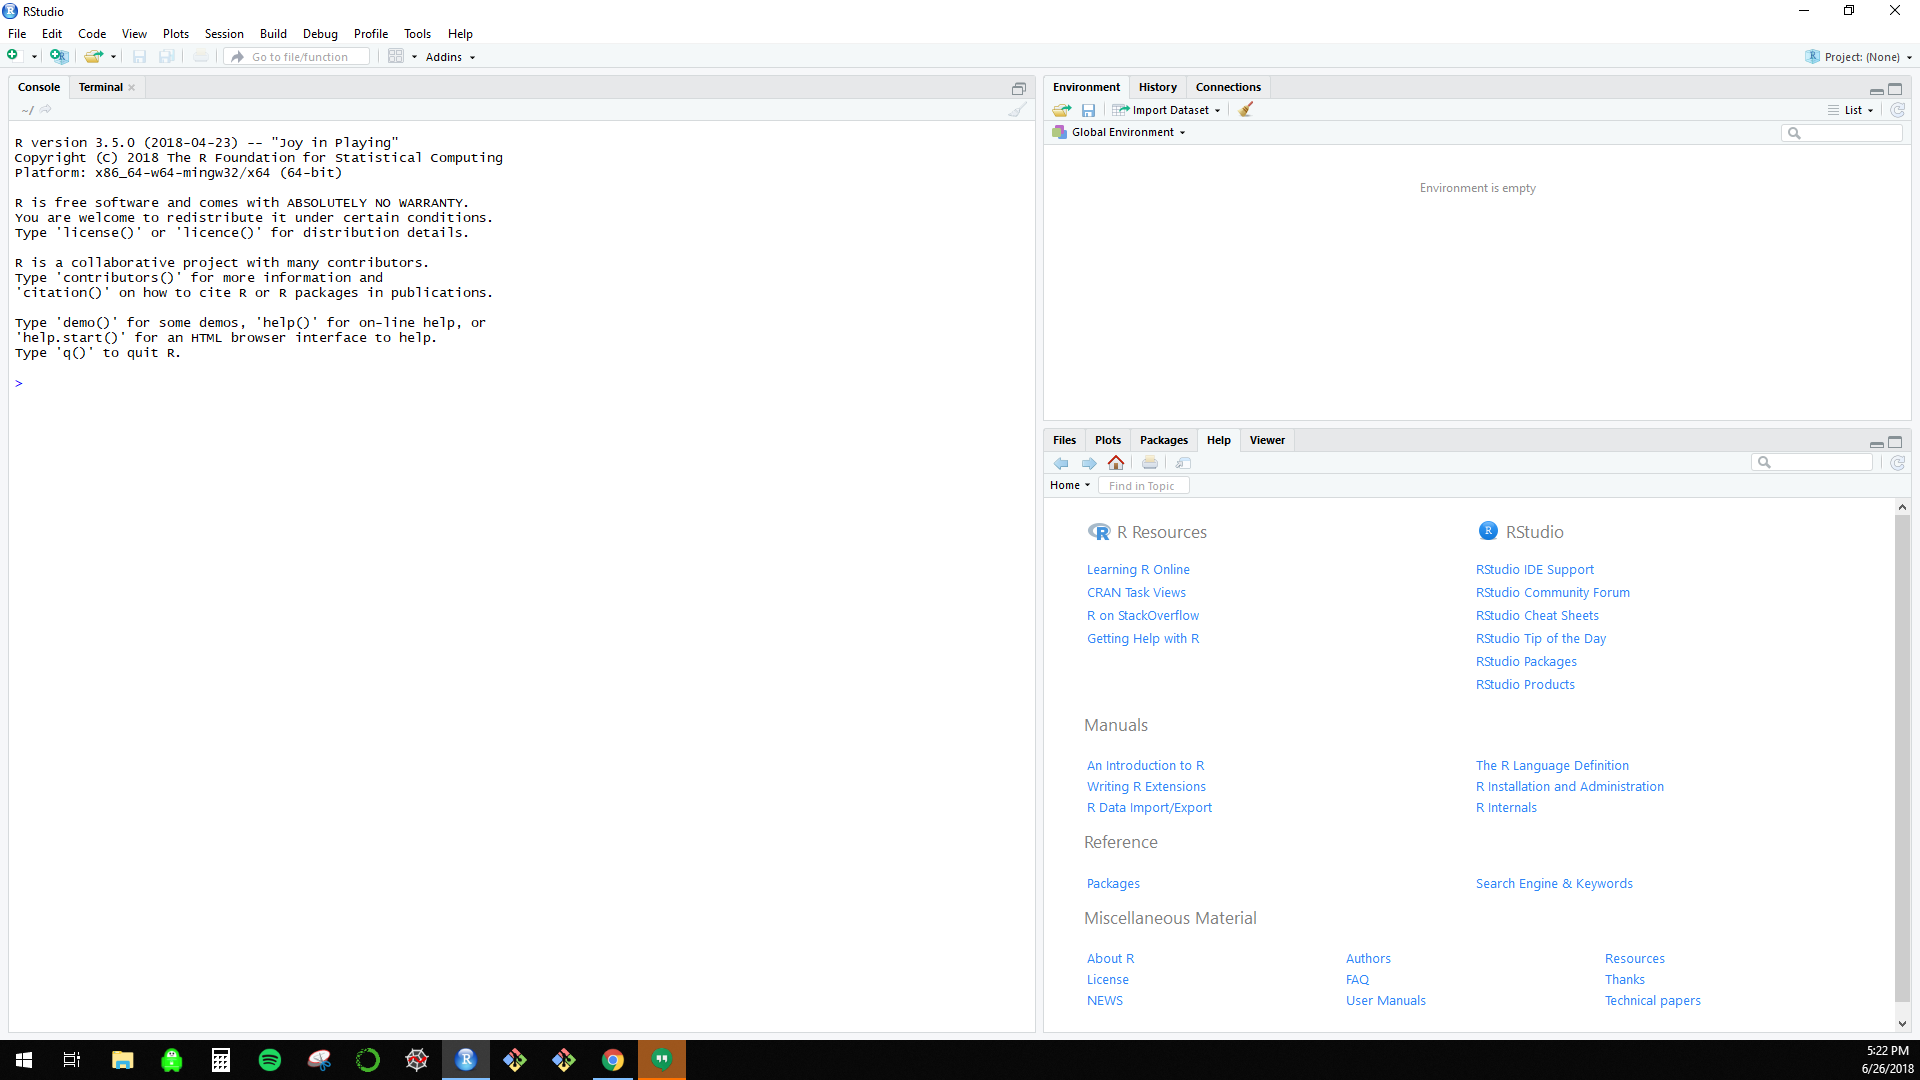 RStudio
File Edit Code View Plots Session Build Debug Profile Tools Help
Go to file/function Addins Project: (None)
Console Terminal
~/
R version 3.5.0 (2018-04-23) -- "Joy in Playing"
Copyright (C) 2018 The R Foundation for Statistical Computing
Platform: x86_64-w64-mingw32/x64 (64-bit)
R is free software and comes with ABSOLUTELY NO WARRANTY.
You are welcome to redistribute it under certain conditions.
Type 'license()' or 'licence()' for distribution details.
R is a collaborative project with many contributors.
Type 'contributors()' for more information and
'citation()' on how to cite R or R packages in publications.
Type 'demo()' for some demos, 'help()' for on-line help, or
'help.start()' for an HTML browser interface to help.
Type 'q()' to quit R.
>
Environment History Connections
Import Dataset List
Global Environment
Environment is empty
Files Plots Packages Help Viewer
Home Find in Topic
R Resources RStudio
Learning R Online RStudio IDE Support
CRAN Task Views RStudio Community Forum
R on StackOverflow RStudio Cheat Sheets
Getting Help with R RStudio Tip of the Day
RStudio Packages
RStudio Products
Manuals
An Introduction to R The R Language Definition
Writing R Extensions R Installation and Administration
R Data Import/Export R Internals
Reference
Packages Search Engine & Keywords
Miscellaneous Material
About R Authors Resources
License FAQ Thanks
NEWS User Manuals Technical papers
5:22 PM
6/26/2018